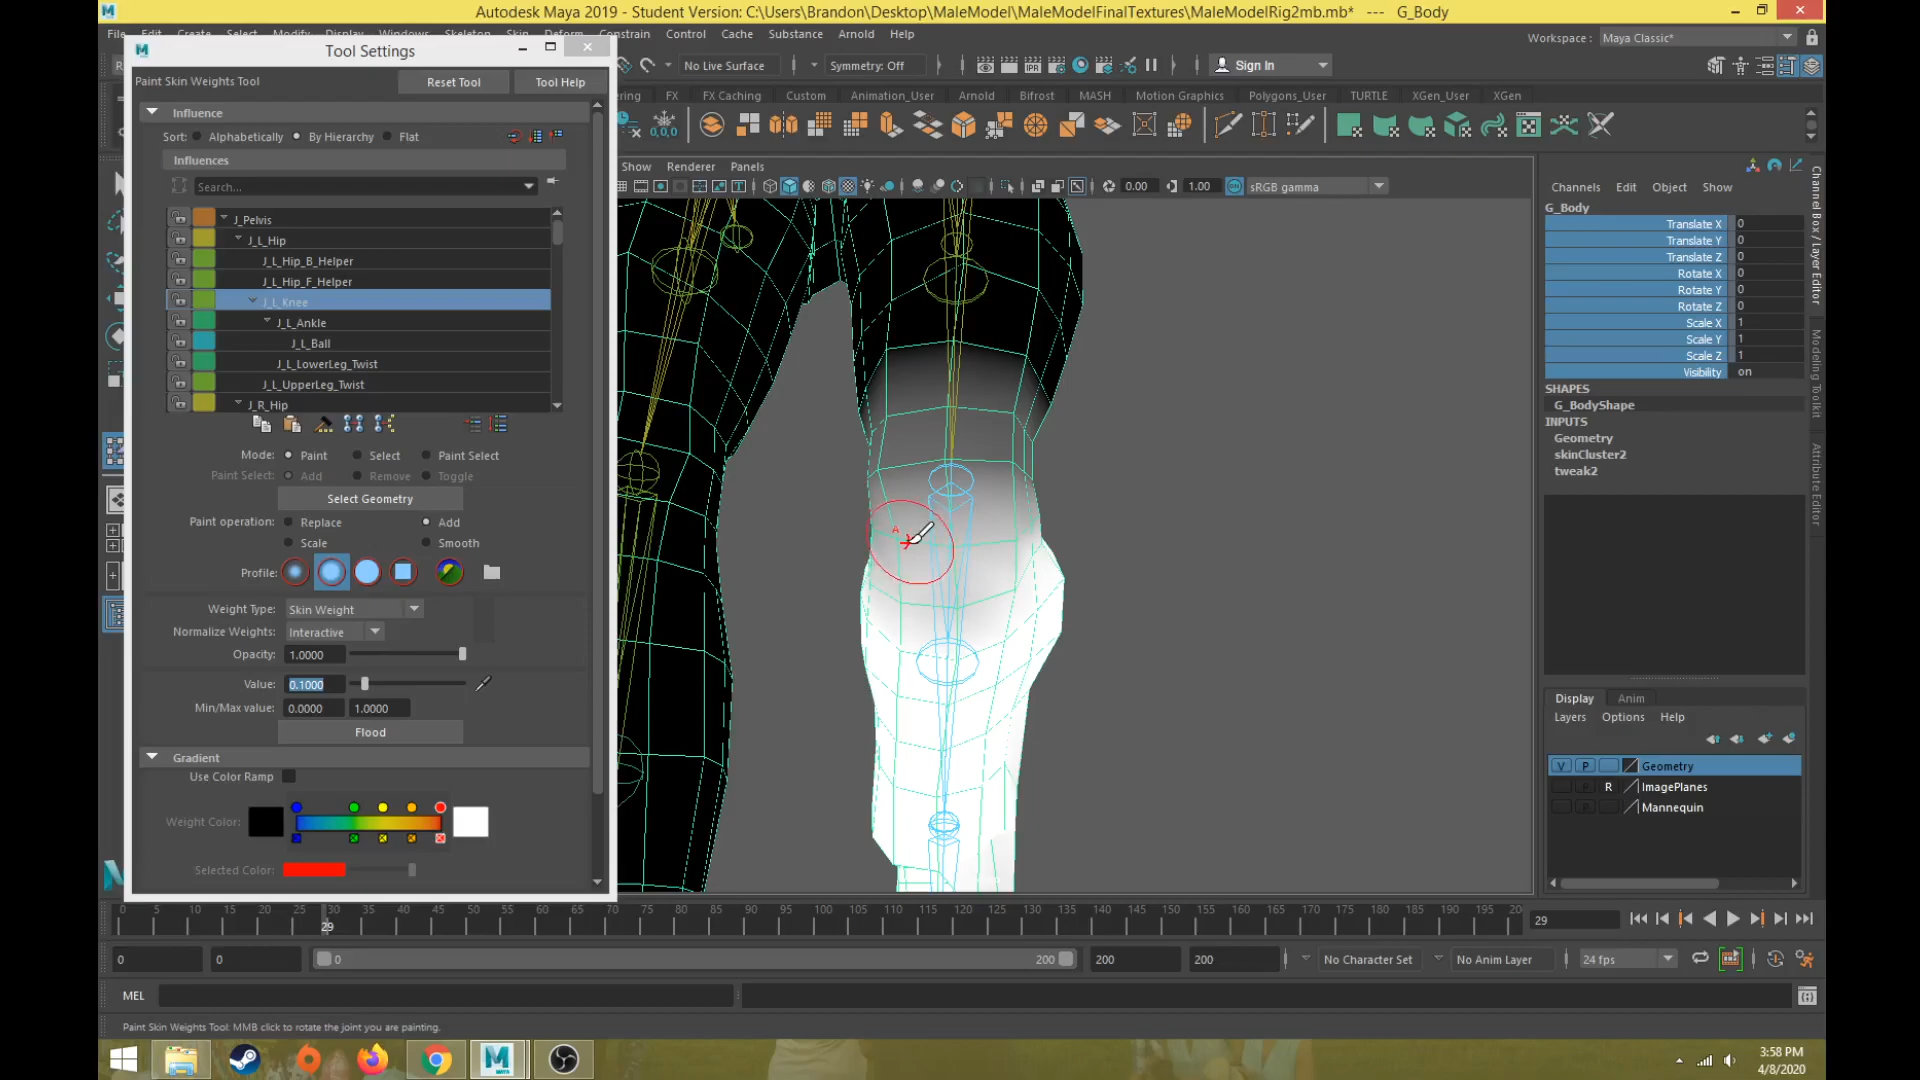 Autodesk Maya 2019 - Student Version: C:\Users\Brandon\Desktop\MaleModel\MaleModelFinalTextures\MaleModelRig2mb.mb* --- G_Body
Constrain Control Cache Substance Arnold Help
Workspace : Maya Classic*
Tool Settings
No Live Surface
Symmetry: Off
Sign In
Paint Skin Weights Tool
Reset Tool
Tool Help
FX FX Caching Custom Animation_User Arnold Bifrost MASH Motion Graphics Polygons_User TURTLE XGen_User XGen
Influence
Sort: Alphabetically By Hierarchy Flat
Influences
Search...
J_Pelvis
J_L_Hip
J_L_Hip_B_Helper
J_L_Hip_F_Helper
J_L_Knee
J_L_Ankle
J_L_Ball
J_L_LowerLeg_Twist
J_L_UpperLeg_Twist
J_R_Hip
Mode: Paint Select Paint Select
Paint Select: Add Remove Toggle
Select Geometry
Paint operation: Replace Add
Scale Smooth
Profile:
Weight Type: Skin Weight
Normalize Weights: Interactive
Opacity: 1.0000
Value: 0.1000
Min/Max value: 0.0000 1.0000
Flood
Gradient
Use Color Ramp
Weight Color:
Selected Color:
Show Renderer Panels
0.00 1.00 sRGB gamma
A
Channels Edit Object Show
G_Body
Translate X 0
Translate Y 0
Translate Z 0
Rotate X 0
Rotate Y 0
Rotate Z 0
Scale X 1
Scale Y 1
Scale Z 1
Visibility on
SHAPES
G_BodyShape
INPUTS
Geometry
skinCluster2
tweak2
Channel Box / Layer Editor
Modeling Toolkit
Attribute Editor
Display Anim
Layers Options Help
V P Geometry
R ImagePlanes
Mannequin
0 5 10 15 20 25 30 35 40 45 50 55 60 65 70 75 80 85 90 95 100 105 110 115 120 125 130 135 140 145 150 155 160 165 170 175 180 185 190 195 20
29
29
0 0 0 200 200 200 No Character Set No Anim Layer 24 fps
MEL
Paint Skin Weights Tool: MMB click to rotate the joint you are painting.
3:58 PM
4/8/2020